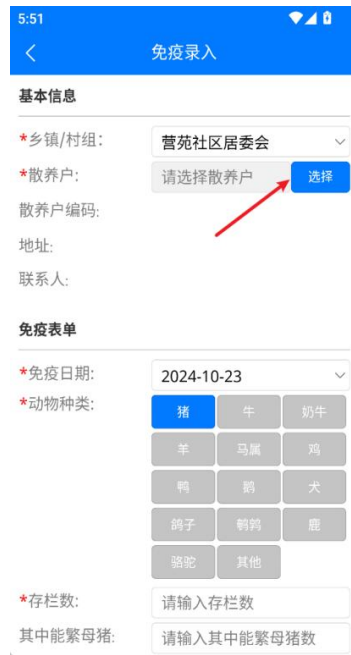 5:51
免疫录入
基本信息
*乡镇/村组: 营苑社区居委会
*散养户: 请选择散养户 选择
散养户编码:
地址:
联系人:
免疫表单
*免疫日期: 2024-10-23
*动物种类: 猪 牛 奶牛
羊 马属 鸡
鸭 鹅 犬
鸽子 鹌鹑 鹿
骆驼 其他
*存栏数: 请输入存栏数
其中能繁母猪: 请输入其中能繁母猪数